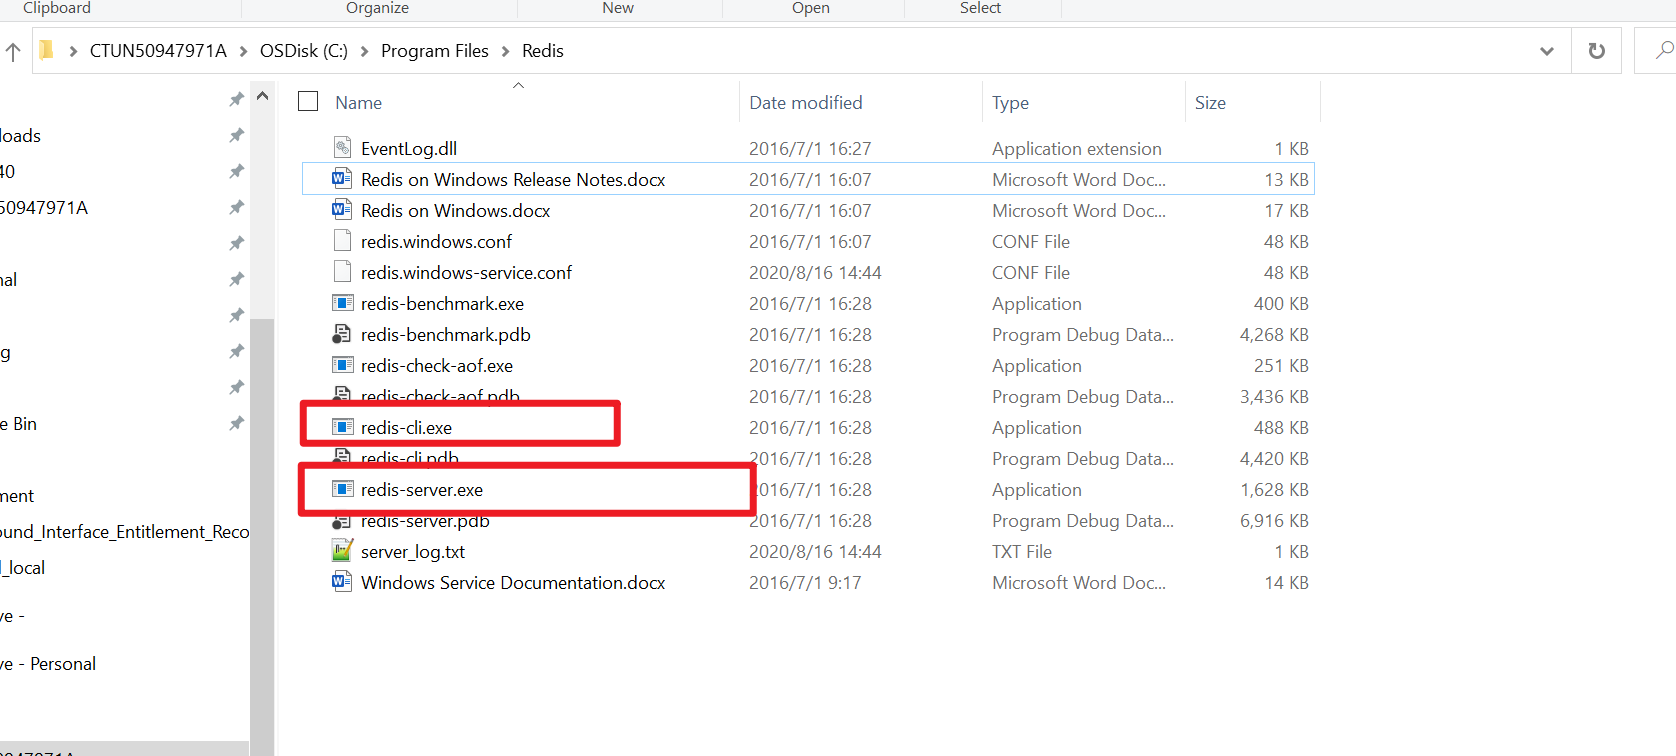 Clipboard Organize New Open Select
CTUN50947971A OSDisk (C:) Program Files Redis
Name Date modified Type Size
loads
40
50947971A
nal
g
e Bin
ment
ound_Interface_Entitlement_Reco
l_local
ve -
ve - Personal
EventLog.dll 2016/7/1 16:27 Application extension 1 KB
Redis on Windows Release Notes.docx 2016/7/1 16:07 Microsoft Word Doc... 13 KB
Redis on Windows.docx 2016/7/1 16:07 Microsoft Word Doc... 17 KB
redis.windows.conf 2016/7/1 16:07 CONF File 48 KB
redis.windows-service.conf 2020/8/16 14:44 CONF File 48 KB
redis-benchmark.exe 2016/7/1 16:28 Application 400 KB
redis-benchmark.pdb 2016/7/1 16:28 Program Debug Data... 4,268 KB
redis-check-aof.exe 2016/7/1 16:28 Application 251 KB
redis-check-aof.pdb 2016/7/1 16:28 Program Debug Data... 3,436 KB
redis-cli.exe 2016/7/1 16:28 Application 488 KB
redis-cli.pdb 2016/7/1 16:28 Program Debug Data... 4,420 KB
redis-server.exe 2016/7/1 16:28 Application 1,628 KB
redis-server.pdb 2016/7/1 16:28 Program Debug Data... 6,916 KB
server_log.txt 2020/8/16 14:44 TXT File 1 KB
Windows Service Documentation.docx 2016/7/1 9:17 Microsoft Word Doc... 14 KB